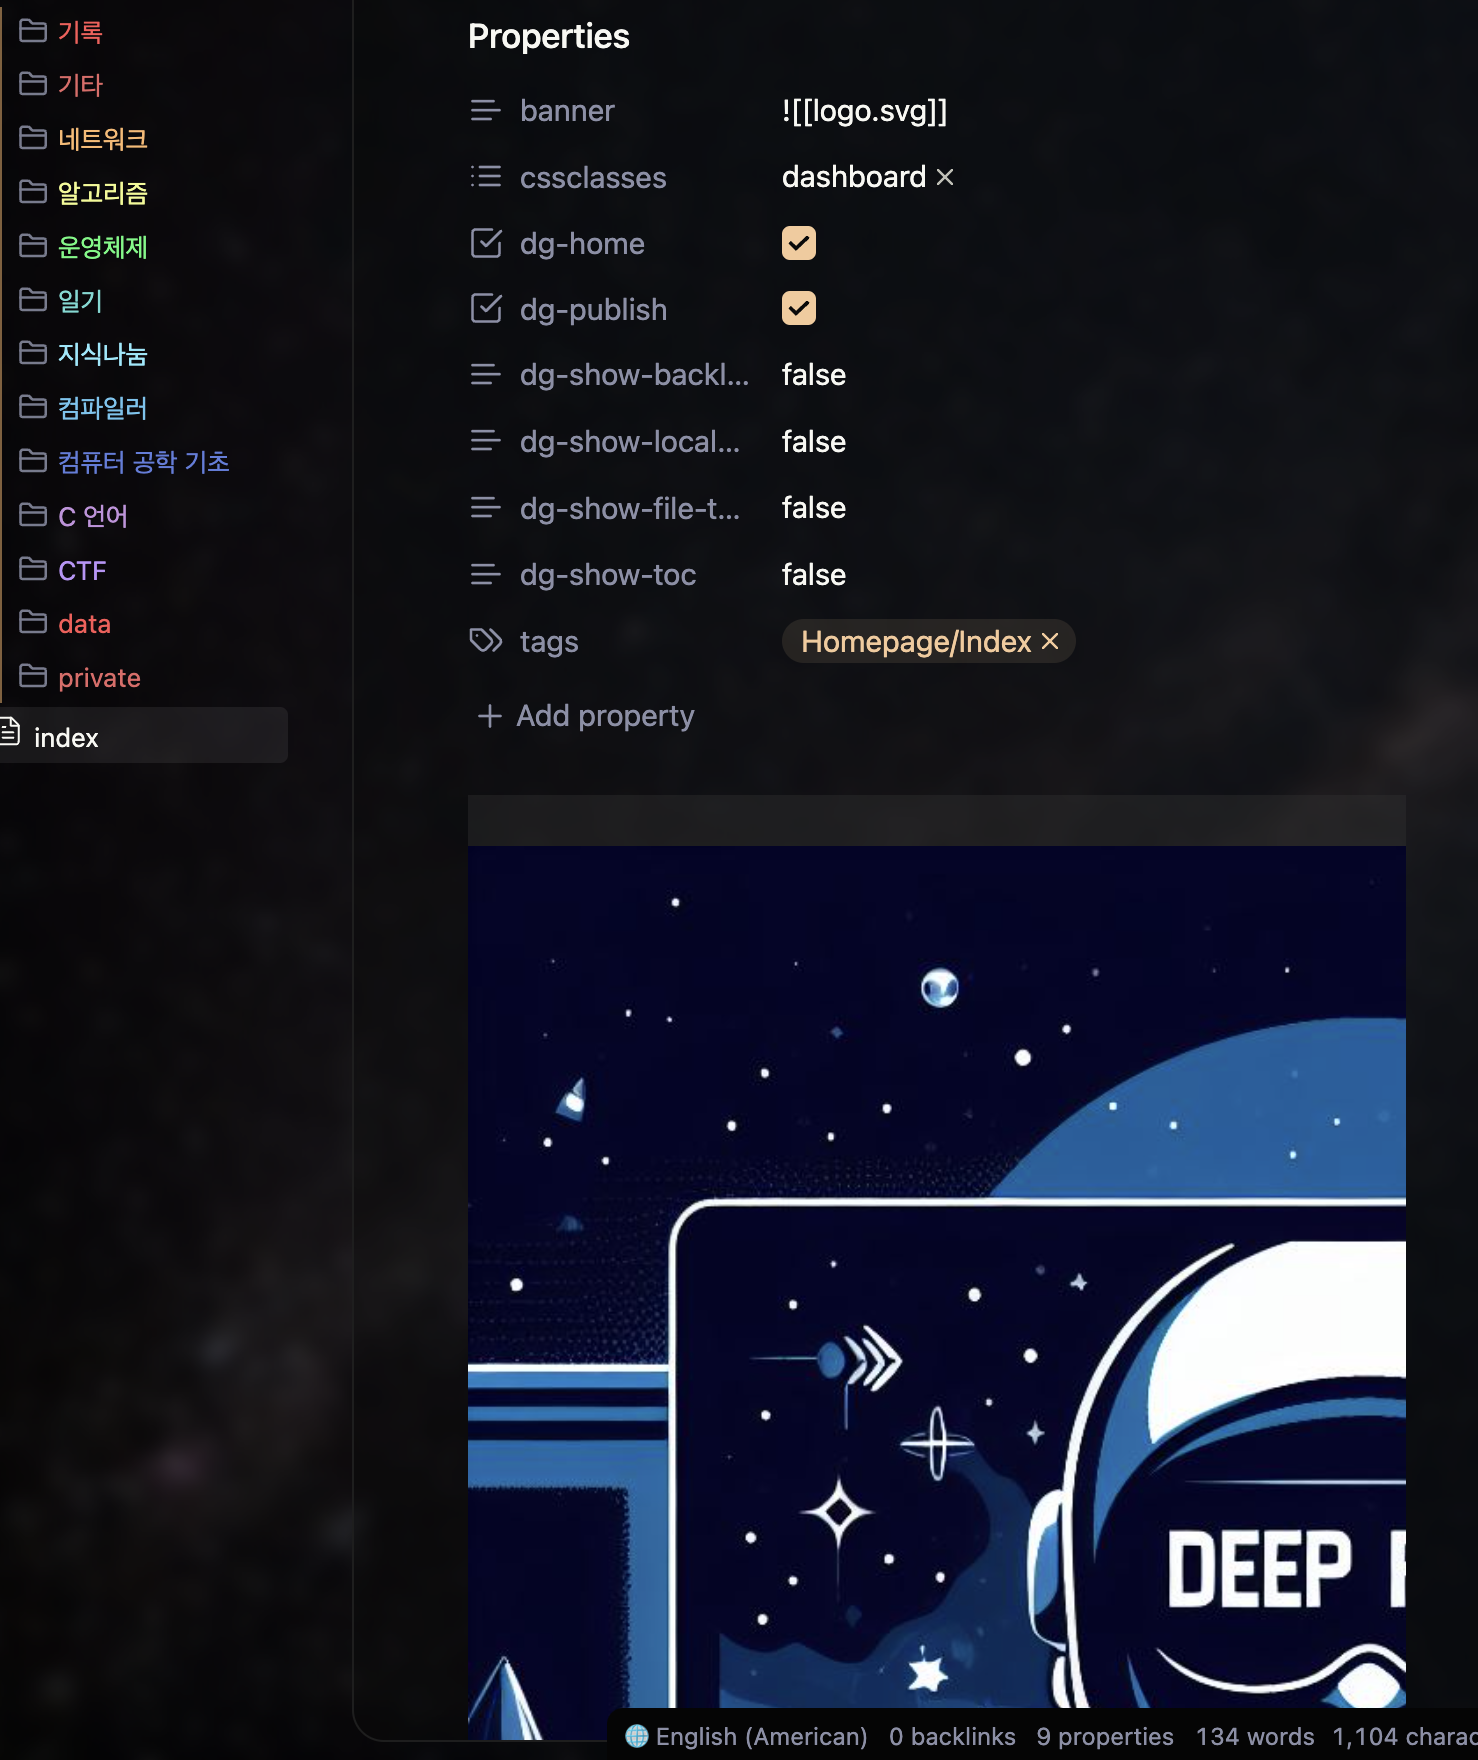 기록
기타
네트워크
알고리즘
운영체제
일기
지식나눔
컴파일러
컴퓨터 공학 기초
C 언어
CTF
data
private
index
Properties
banner ![[logo.svg]]
cssclasses dashboard
dg-home
dg-publish
dg-show-backl... false
dg-show-local... false
dg-show-file-t... false
dg-show-toc false
tags Homepage/Index
Add property
DEEP
English (American) 0 backlinks 9 properties 134 words 1,104